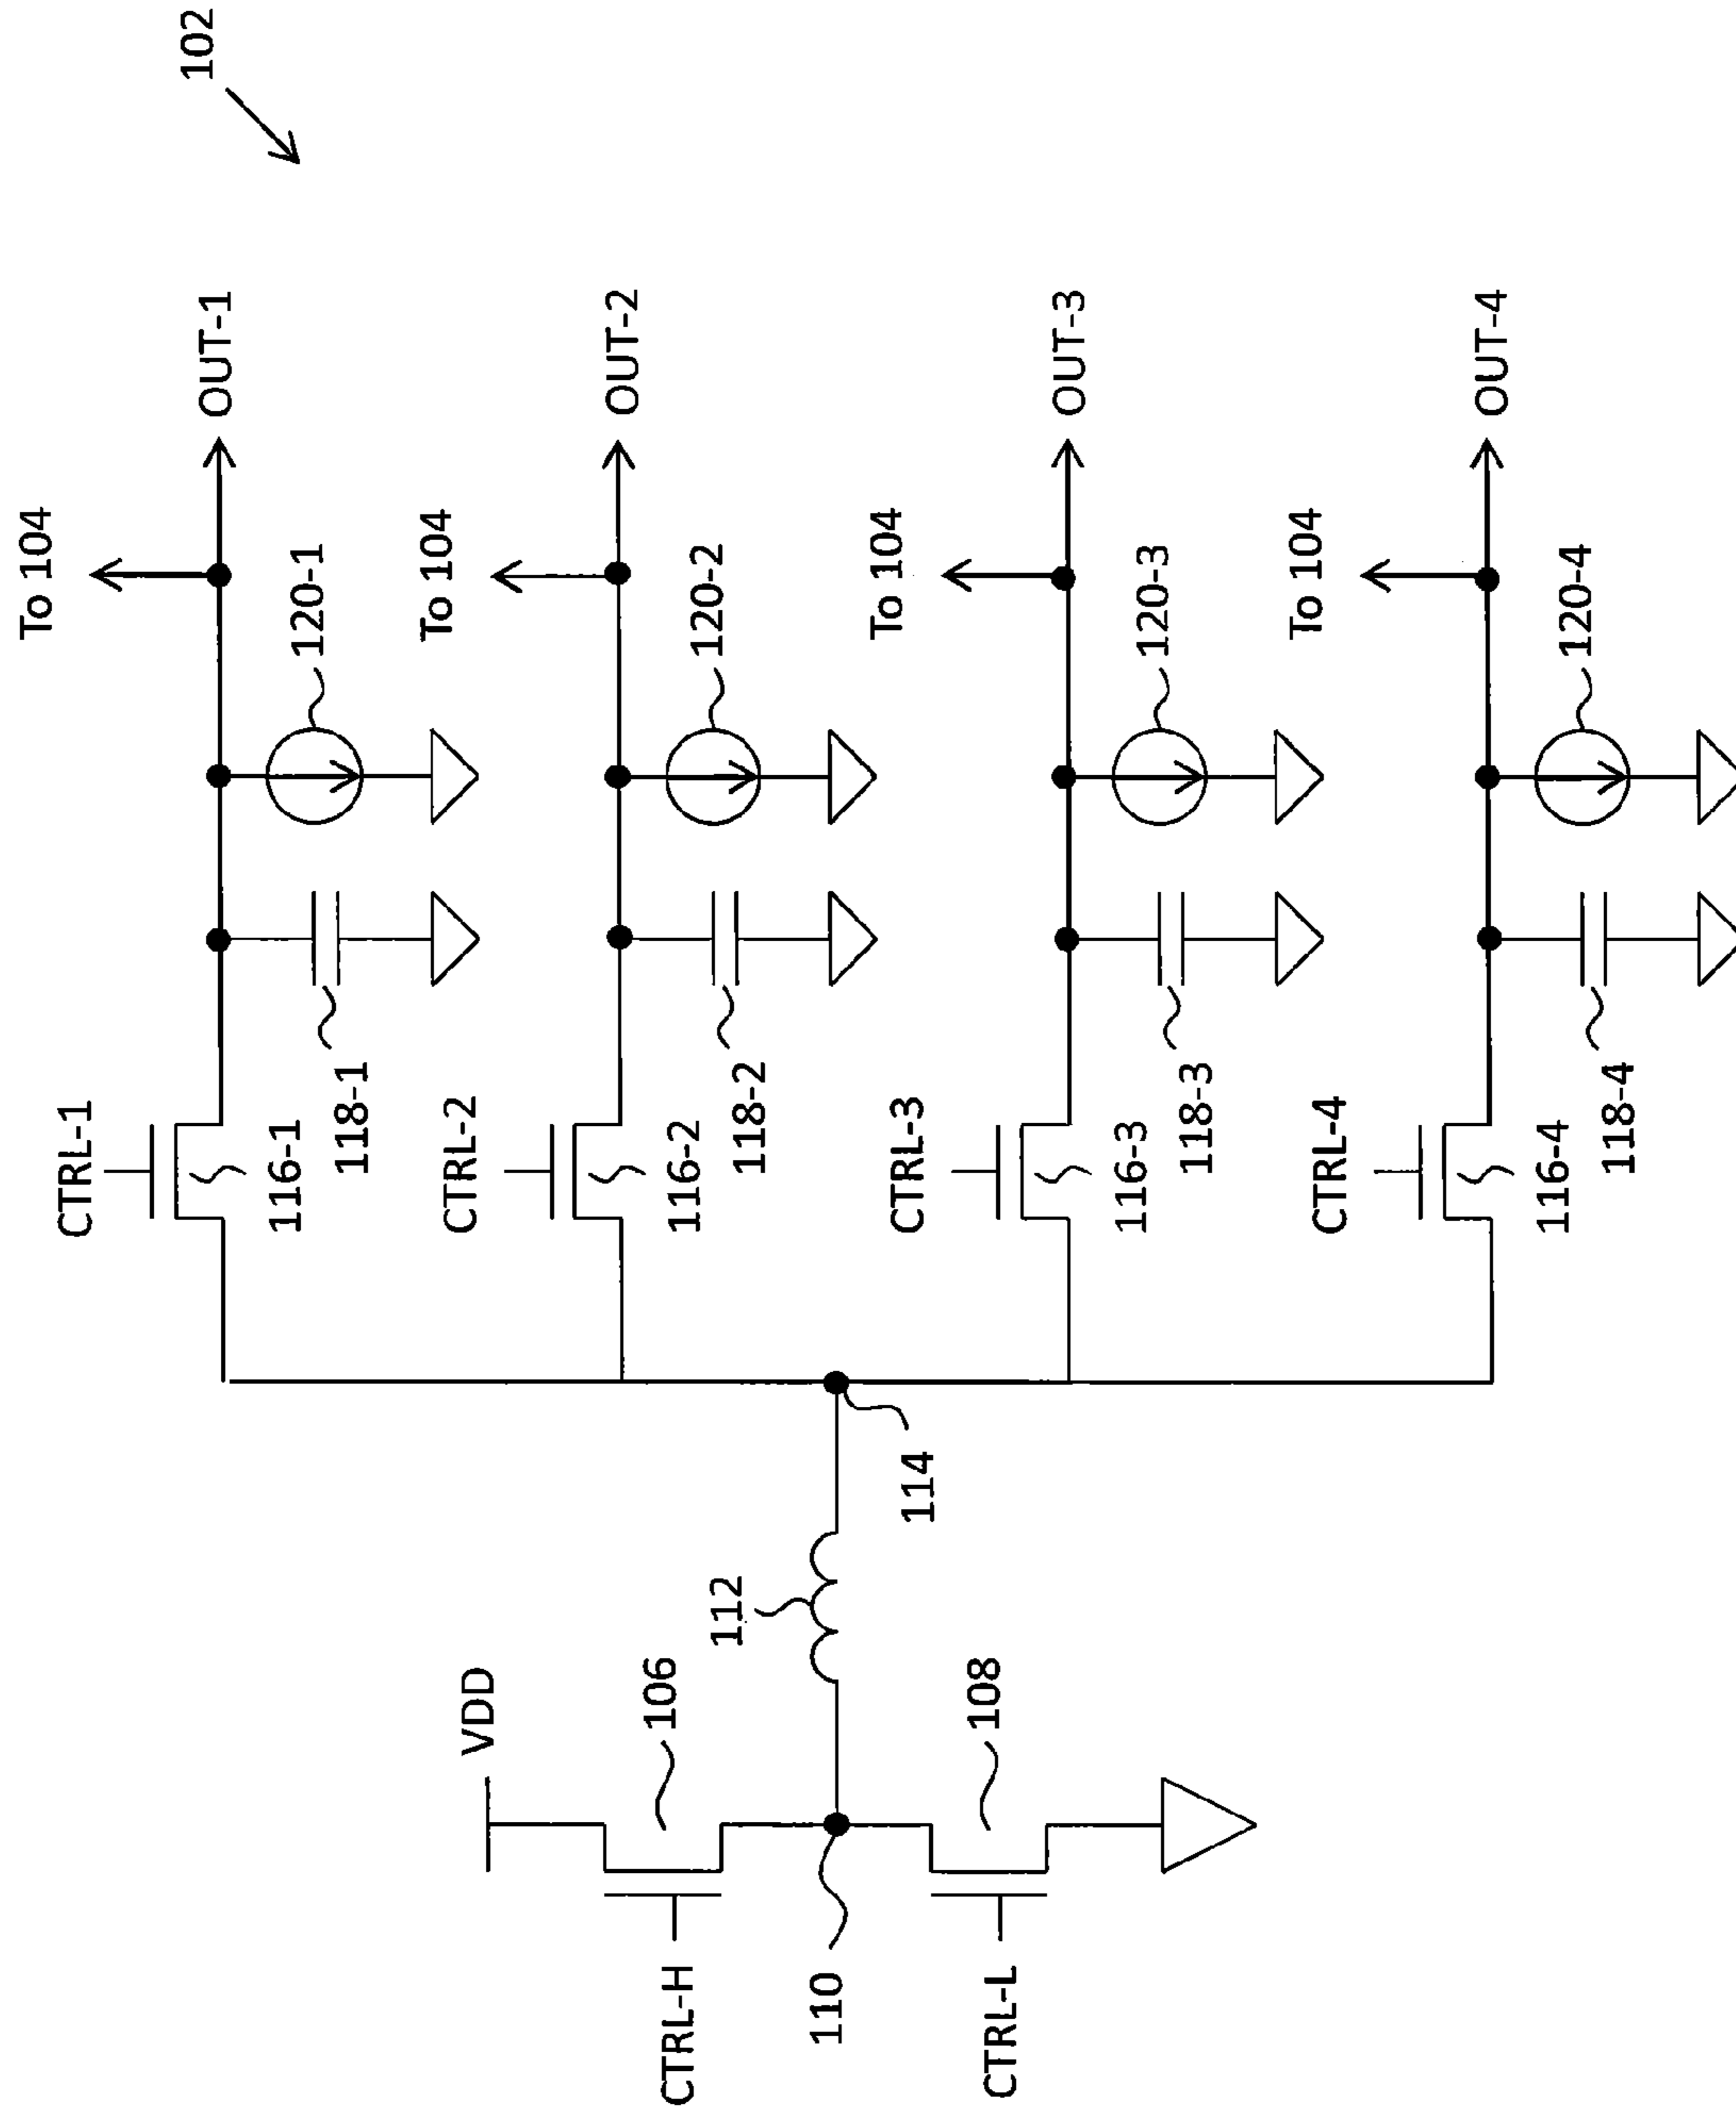 102
To 104
OUT-1
CTRL-1
116-1
118-1
120-1
To 104
OUT-2
CTRL-2
116-2
118-2
120-2
VDD
CTRL-H
106
112
110
114
CTRL-L
108
To 104
OUT-3
CTRL-3
116-3
118-3
120-3
To 104
OUT-4
CTRL-4
116-4
118-4
120-4